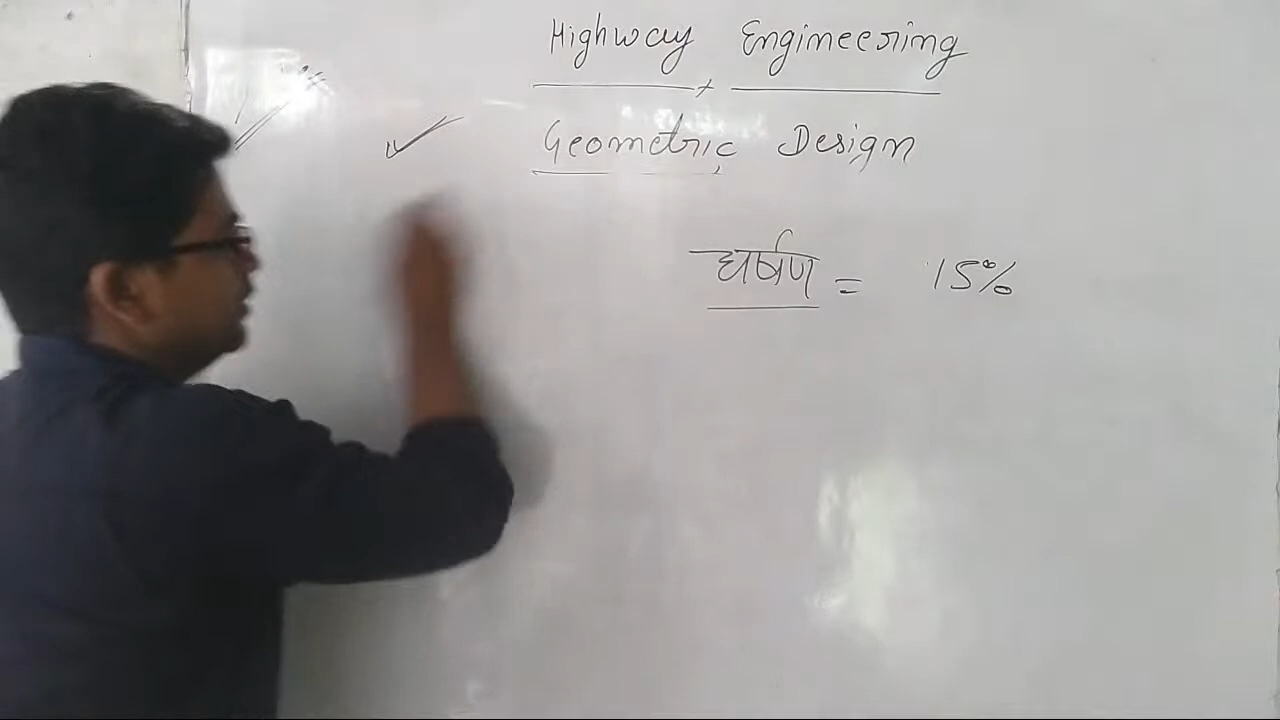 Highway Engineering
Geometric Design
घर्षण = 15%